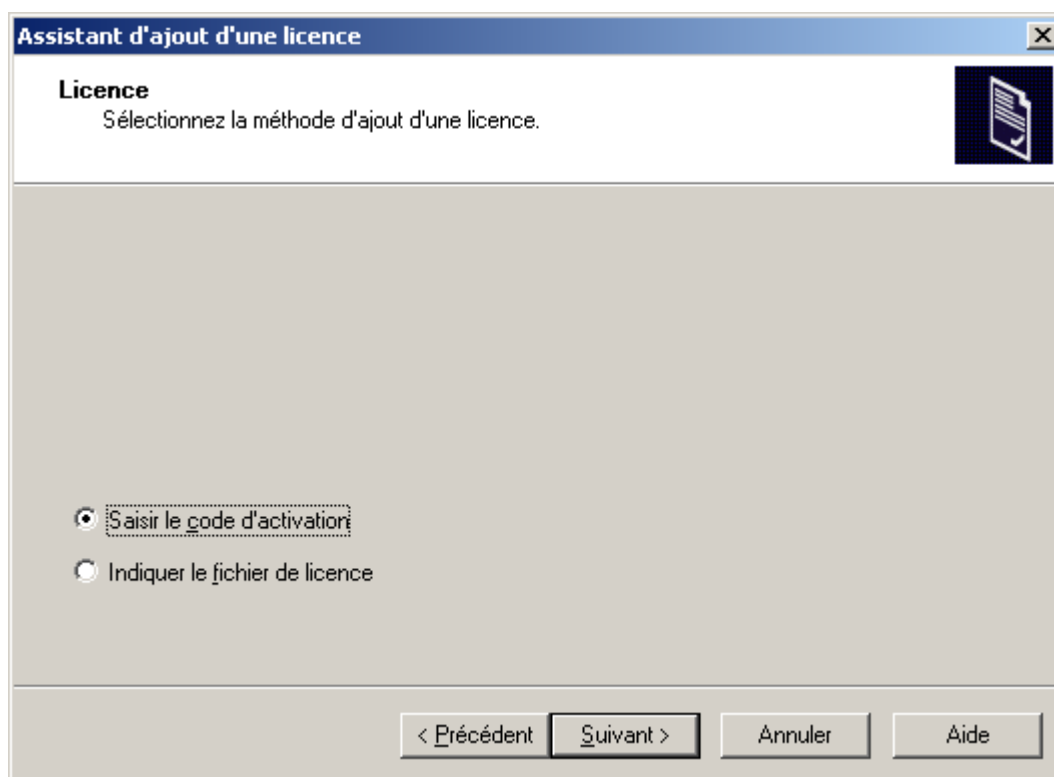 Assistant d'ajout d'une licence
Licence
Sélectionnez la méthode d'ajout d'une licence.
Saisir le code d'activation
Indiquer le fichier de licence
< Précédent Suivant > Annuler Aide